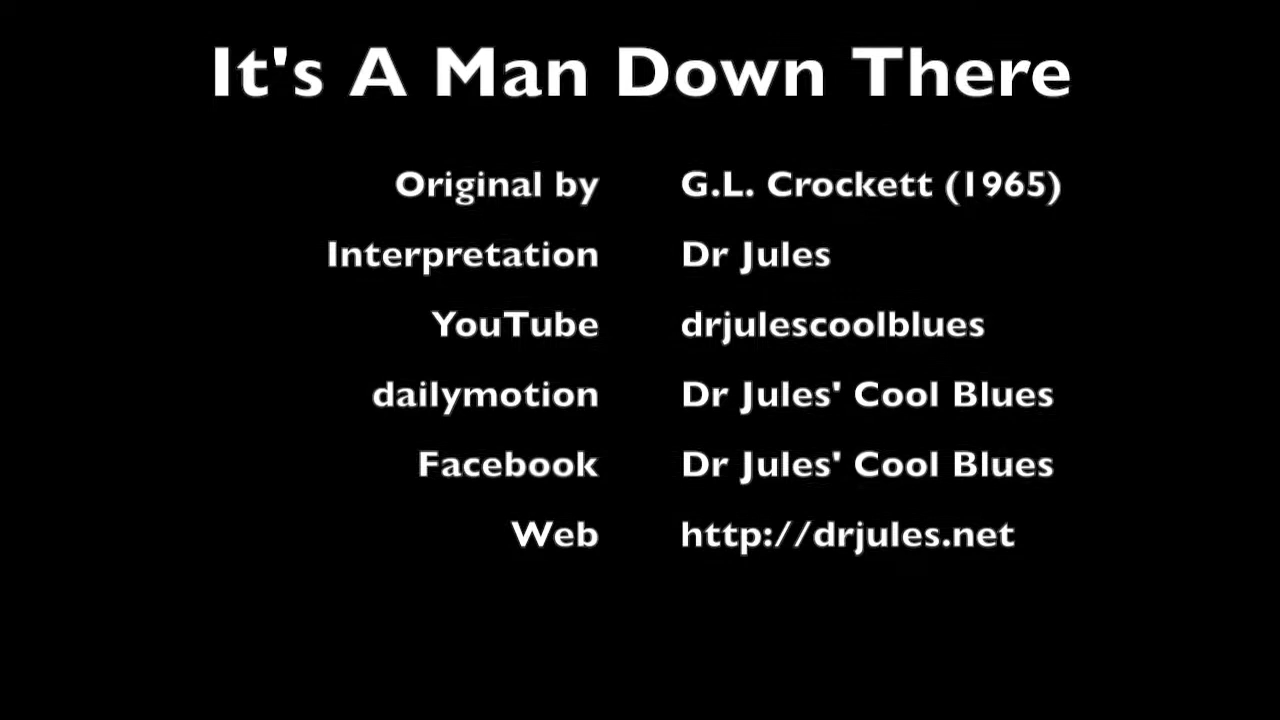 It's A Man Down There
Original by G.L. Crockett (1965)
Interpretation Dr Jules
YouTube drjulescoolblues
dailymotion Dr Jules' Cool Blues
Facebook Dr Jules' Cool Blues
Web http://drjules.net